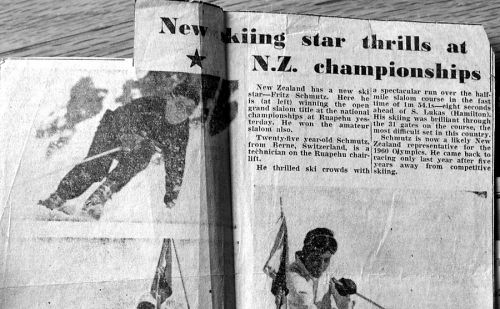 New skiing star thrills at
N.Z. championships
New Zealand has a new ski
star—Fritz Schmutz. Here he
is (at left) winning the open
grand slalom title at the national
championships at Ruapehu yes-
terday. He won the amateur
slalom also.
Twenty-five year-old Schmutz,
from Berne, Switzerland, is a
technician on the Ruapehu chair-
lift.
He thrilled ski crowds with
a spectacular run over the half-
mile slalom course in the fast
time of 1m 54.1s—eight seconds
ahead of S. Lukas (Hamilton).
His skiing was brilliant through
the 31 gates on the course, the
most difficult set in this country.
Schmutz is now a likely New
Zealand representative for the
1960 Olympics. He came back to
racing only last year after five
years away from competitive
skiing.